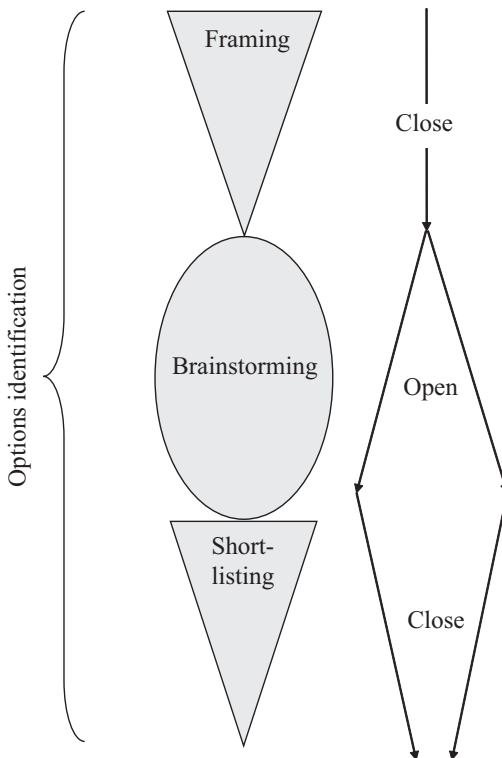 Framing
Close
Options identification
Brainstorming
Open
Short-
listing
Close